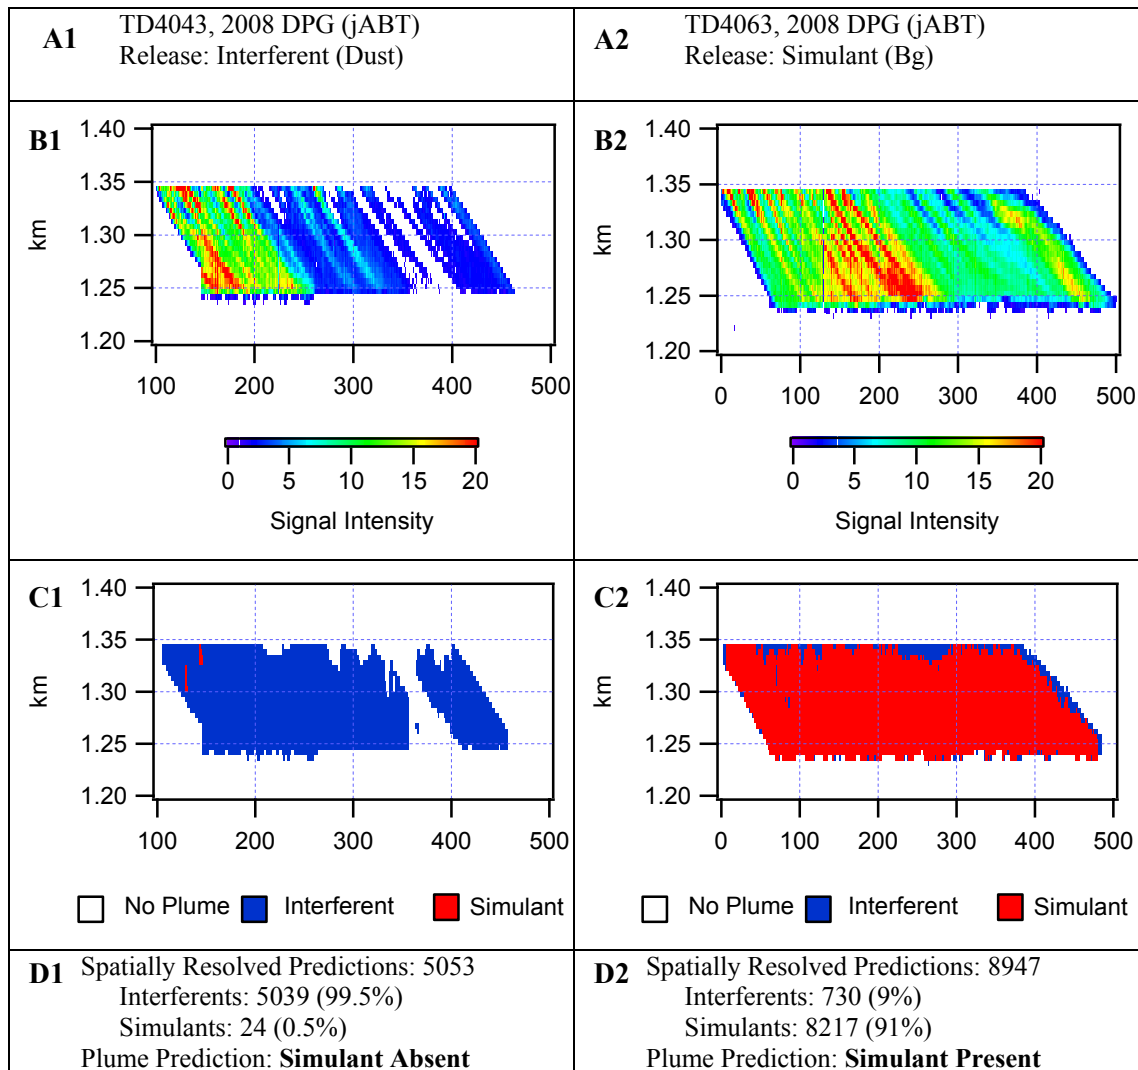 A1 TD4043, 2008 DPG (jABT)
Release: Interferent (Dust)
A2 TD4063, 2008 DPG (jABT)
Release: Simulant (Bg)
B1
1.40
1.35
1.30
1.25
1.20
km
100 200 300 400 500
0 5 10 15 20
Signal Intensity
B2
1.40
1.35
1.30
1.25
1.20
km
0 100 200 300 400 500
0 5 10 15 20
Signal Intensity
C1
1.40
1.35
1.30
1.25
1.20
km
100 200 300 400 500
No Plume Interferent Simulant
C2
1.40
1.35
1.30
1.25
1.20
km
0 100 200 300 400 500
No Plume Interferent Simulant
D1 Spatially Resolved Predictions: 5053
Interferents: 5039 (99.5%)
Simulants: 24 (0.5%)
Plume Prediction: Simulant Absent
D2 Spatially Resolved Predictions: 8947
Interferents: 730 (9%)
Simulants: 8217 (91%)
Plume Prediction: Simulant Present